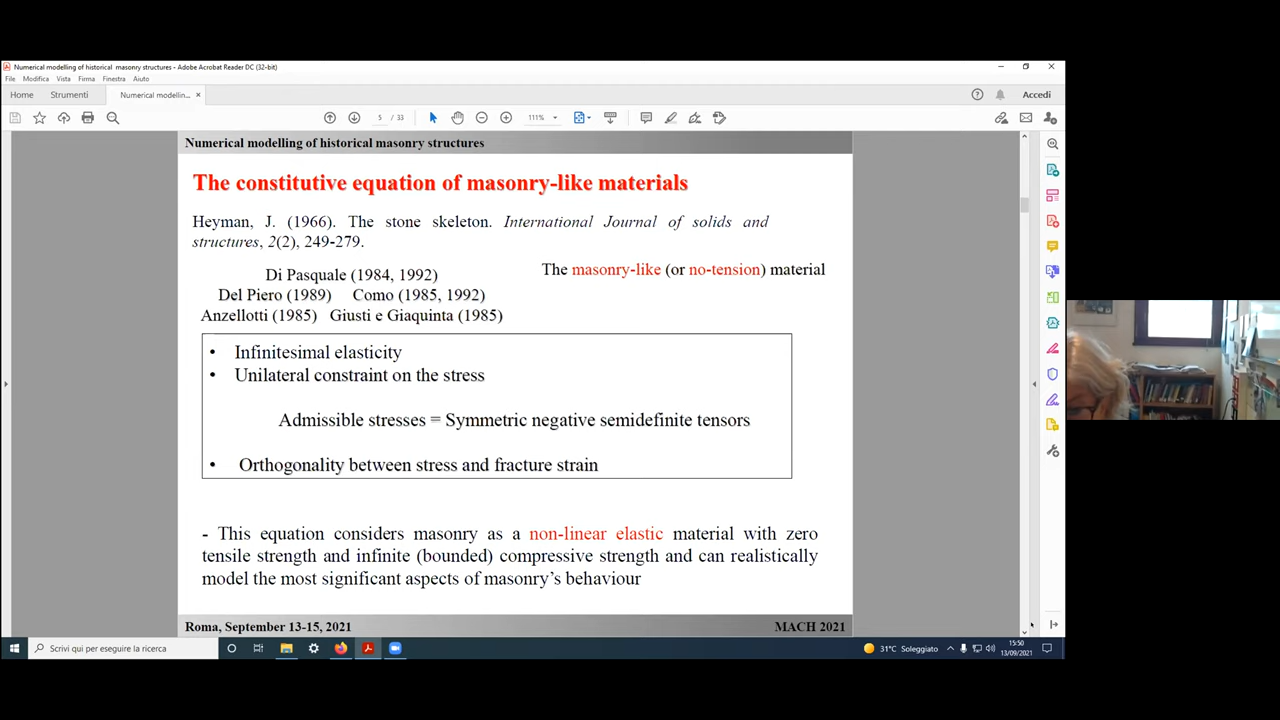 Numerical modelling of historical masonry structures - Adobe Acrobat Reader DC (32-bit)
File Modifica Vista Firma Finestra Aiuto
Home Strumenti Numerical modellin... × Accedi
5 / 33 111%
Numerical modelling of historical masonry structures
The constitutive equation of masonry-like materials
Heyman, J. (1966). The stone skeleton. International Journal of solids and
structures, 2(2), 249-279.
Di Pasquale (1984, 1992)
The masonry-like (or no-tension) material
Del Piero (1989) Como (1985, 1992)
Anzellotti (1985) Giusti e Giaquinta (1985)
• Infinitesimal elasticity
• Unilateral constraint on the stress
Admissible stresses = Symmetric negative semidefinite tensors
• Orthogonality between stress and fracture strain
- This equation considers masonry as a non-linear elastic material with zero
tensile strength and infinite (bounded) compressive strength and can realistically
model the most significant aspects of masonry's behaviour
Roma, September 13-15, 2021 MACH 2021
Scrivi qui per eseguire la ricerca
31°C Soleggiato
15:50
13/09/2021